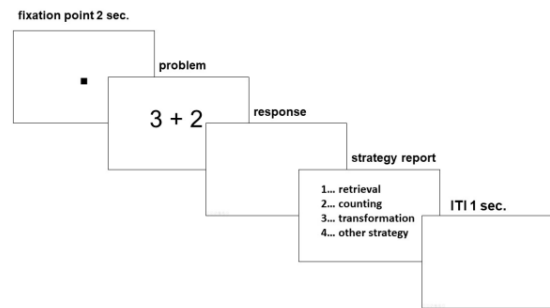 fixation point 2 sec.
problem
3 + 2
response
strategy report
1... retrieval
2... counting
3... transformation
4... other strategy
ITI 1 sec.